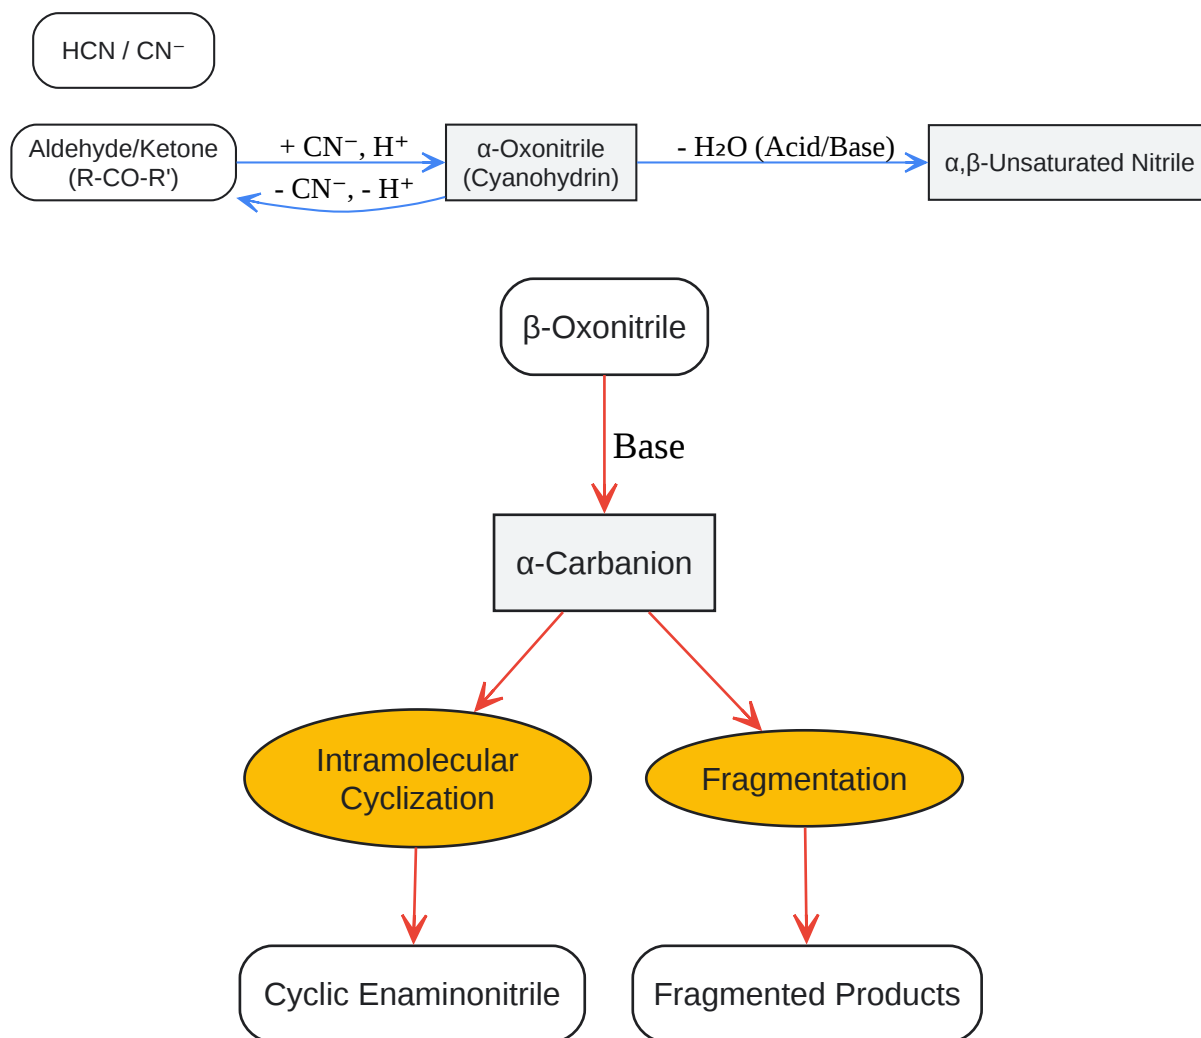 HCN / CN⁻
Aldehyde/Ketone
(R-CO-R')
+ CN⁻, H⁺
- CN⁻, - H⁺
α-Oxonitrile
(Cyanohydrin)
- H₂O (Acid/Base)
α,β-Unsaturated Nitrile
β-Oxonitrile
Base
α-Carbanion
Intramolecular
Cyclization
Fragmentation
Cyclic Enaminonitrile
Fragmented Products